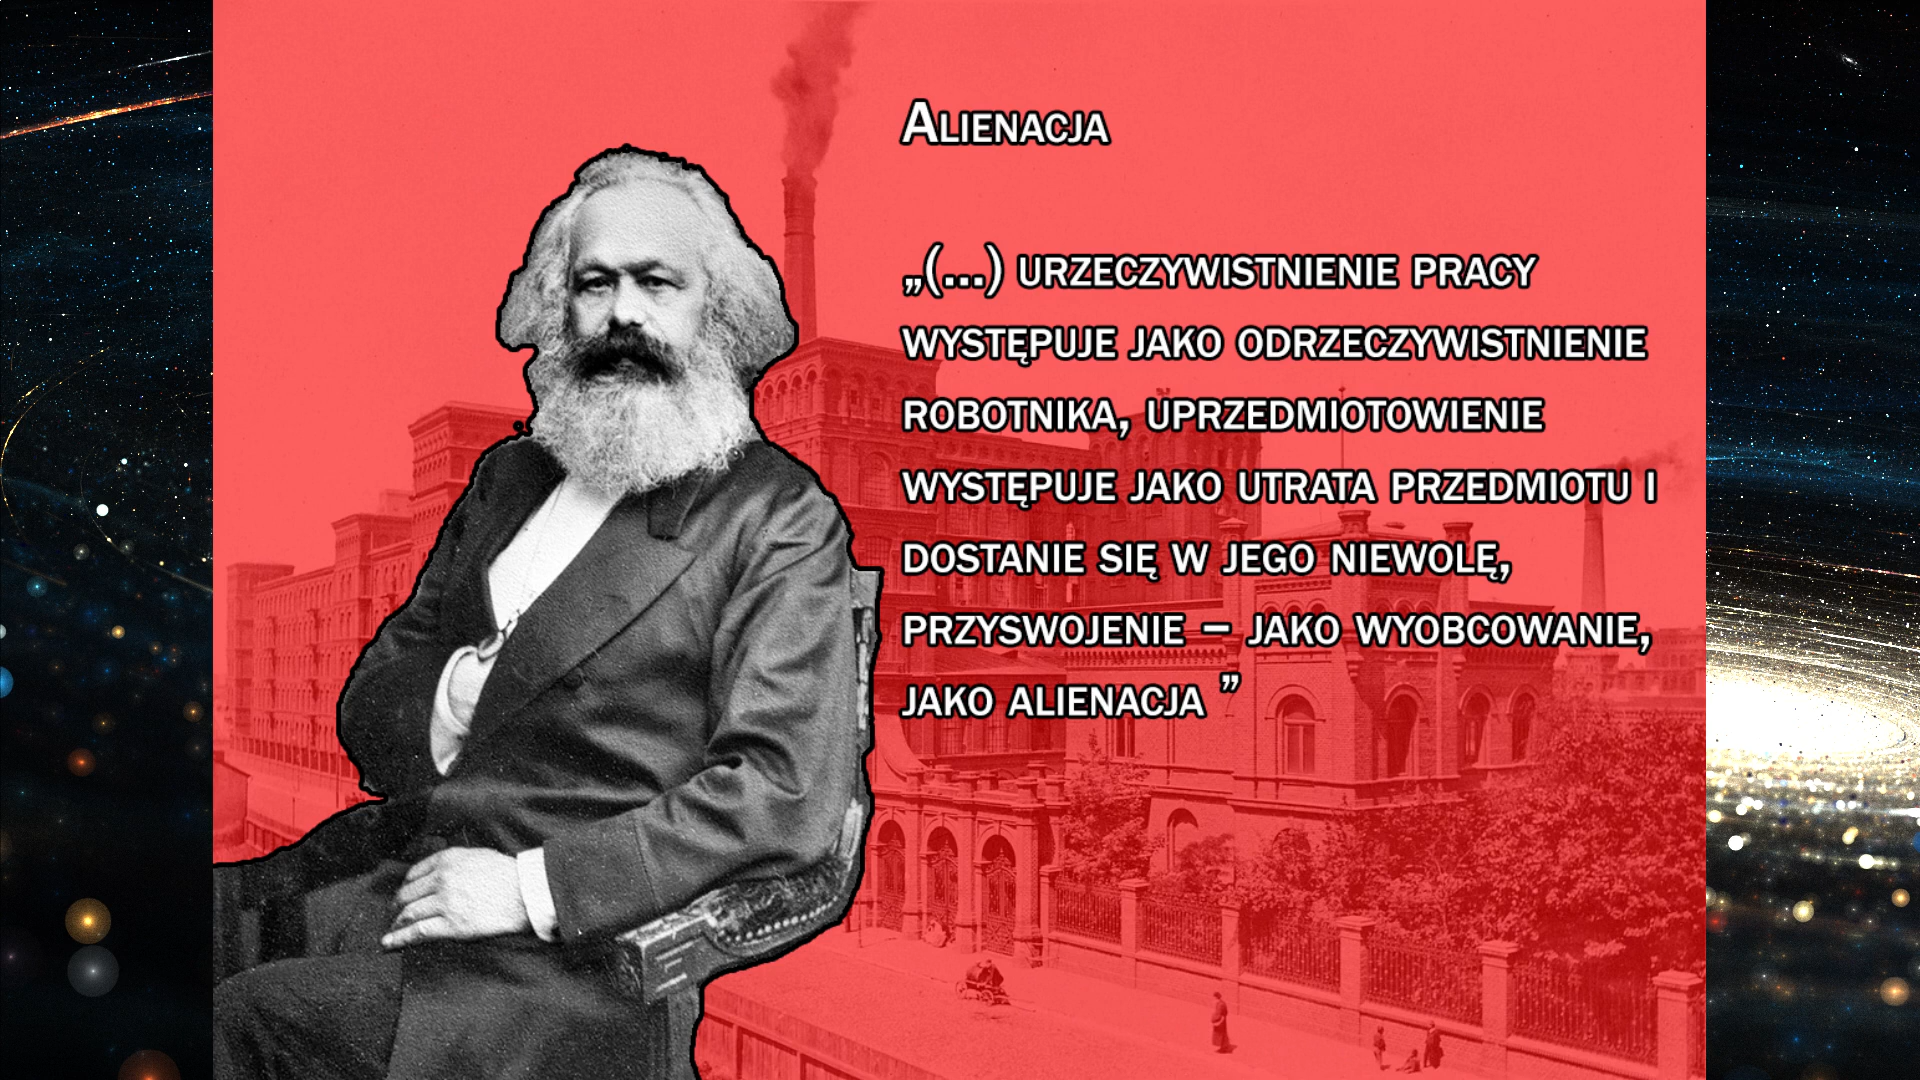 Alienacja
„(...) urzeczywistnienie pracy
występuje jako odrzeczywistnienie
robotnika, uprzedmiotowienie
występuje jako utrata przedmiotu i
dostanie się w jego niewolę,
przyswojenie – jako wyobcowanie,
jako alienacja ”